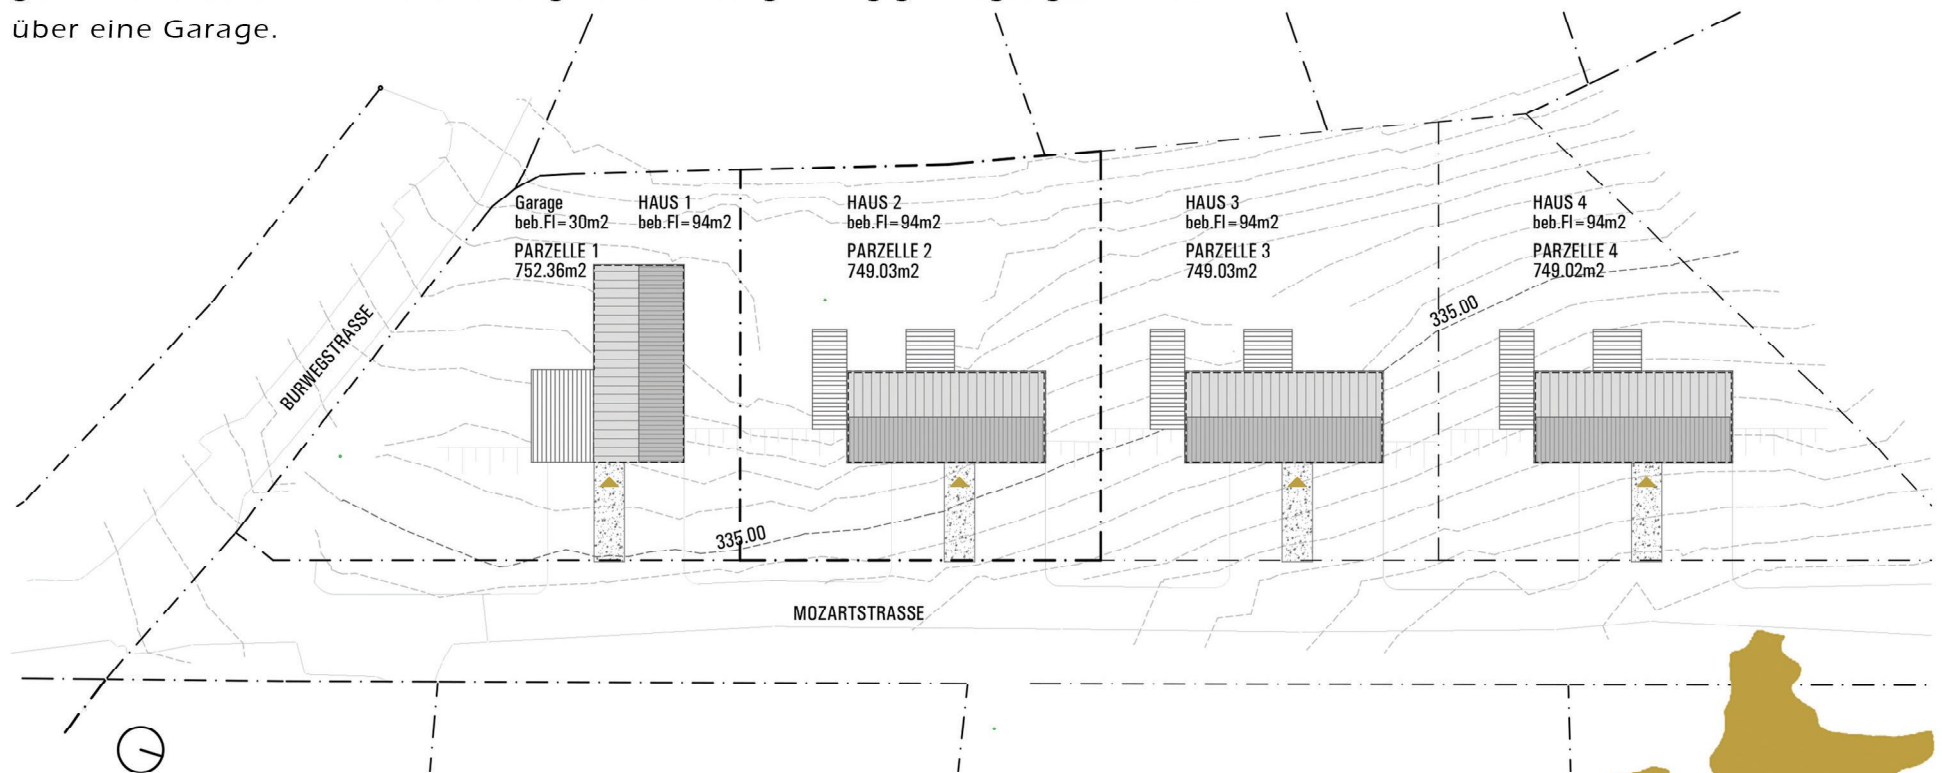 über eine Garage.
Garage
beb.Fl=30m2
HAUS 1
beb.Fl=94m2
PARZELLE 1
752.36m2
HAUS 2
beb.Fl=94m2
PARZELLE 2
749.03m2
HAUS 3
beb.Fl=94m2
PARZELLE 3
749.03m2
HAUS 4
beb.Fl=94m2
PARZELLE 4
749.02m2
335.00
BURWEGSTRASSE
335.00
MOZARTSTRASSE